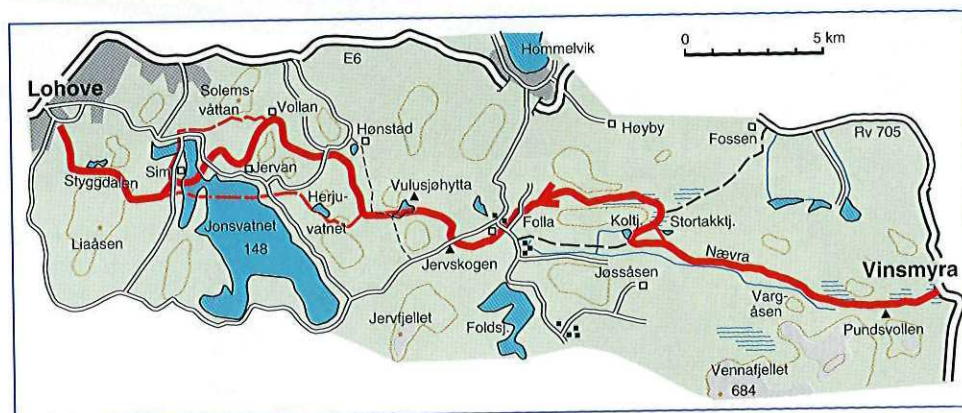 Hommelvik
0
5 km
E6
Lohove
Solems-
våttan
Vollan
Hønstad
Høyby
Fossen
Rv 705
Styggdalen
Sim
Jervan
Vulusjøhytta
Herju-
vatnet
Folla
Koltj.
Stortakktj.
Liaåsen
Jonsvatnet
148
Jervskogen
Nævra
Vinsmyra
Jøssåsen
Varg-
åsen
Jervfjellet
Foldsj.
Pundsvollen
Vennafjellet
684